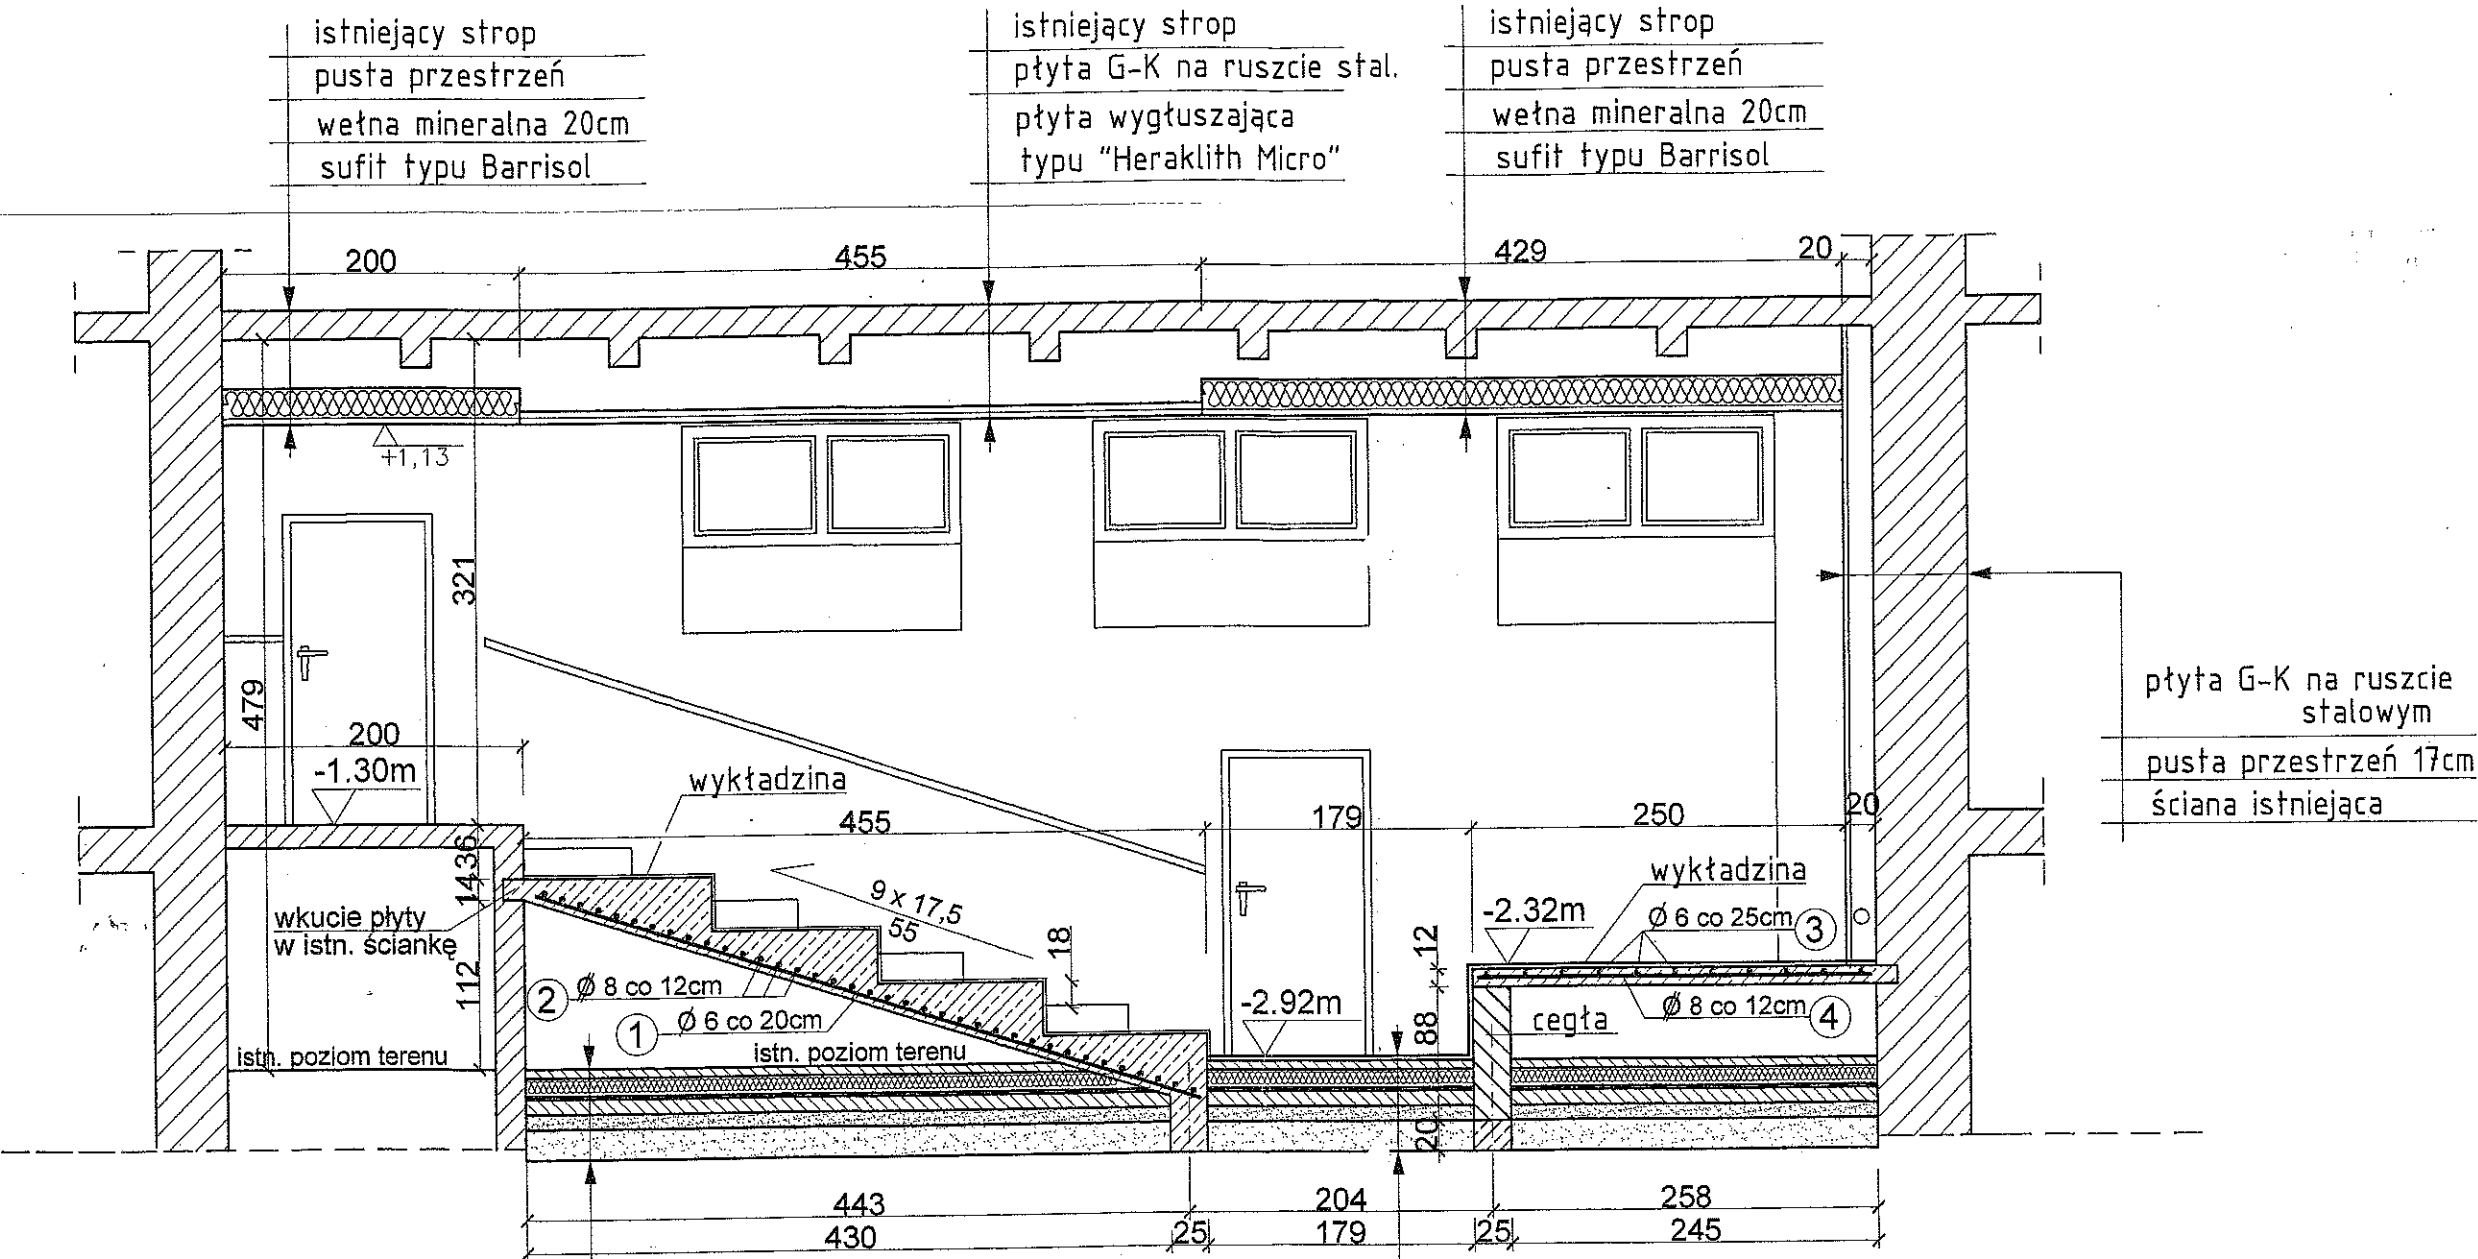 istniejący strop
pusta przestrzeń
wełna mineralna 20cm
sufit typu Barrisol
istniejący strop
płyta G-K na ruszcie stal.
płyta wygłuszająca
typu "Heraklith Micro"
istniejący strop
pusta przestrzeń
wełna mineralna 20cm
sufit typu Barrisol
200
455
429
20
+1,13
321
479
200
-1.30m
wykładzina
455
179
250
20
płyta G-K na ruszcie
stalowym
pusta przestrzeń 17cm
ściana istniejąca
36
14
112
wkucie płyty
w istn. ściankę
9 x 17,5
55
18
wykładzina
-2.32m
Ø 6 co 25cm
3
12
2
Ø 8 co 12cm
1
Ø 6 co 20cm
-2.92m
88
cegła
Ø 8 co 12cm
4
istn. poziom terenu
istn. poziom terenu
20
443
204
258
430
25
179
25
245